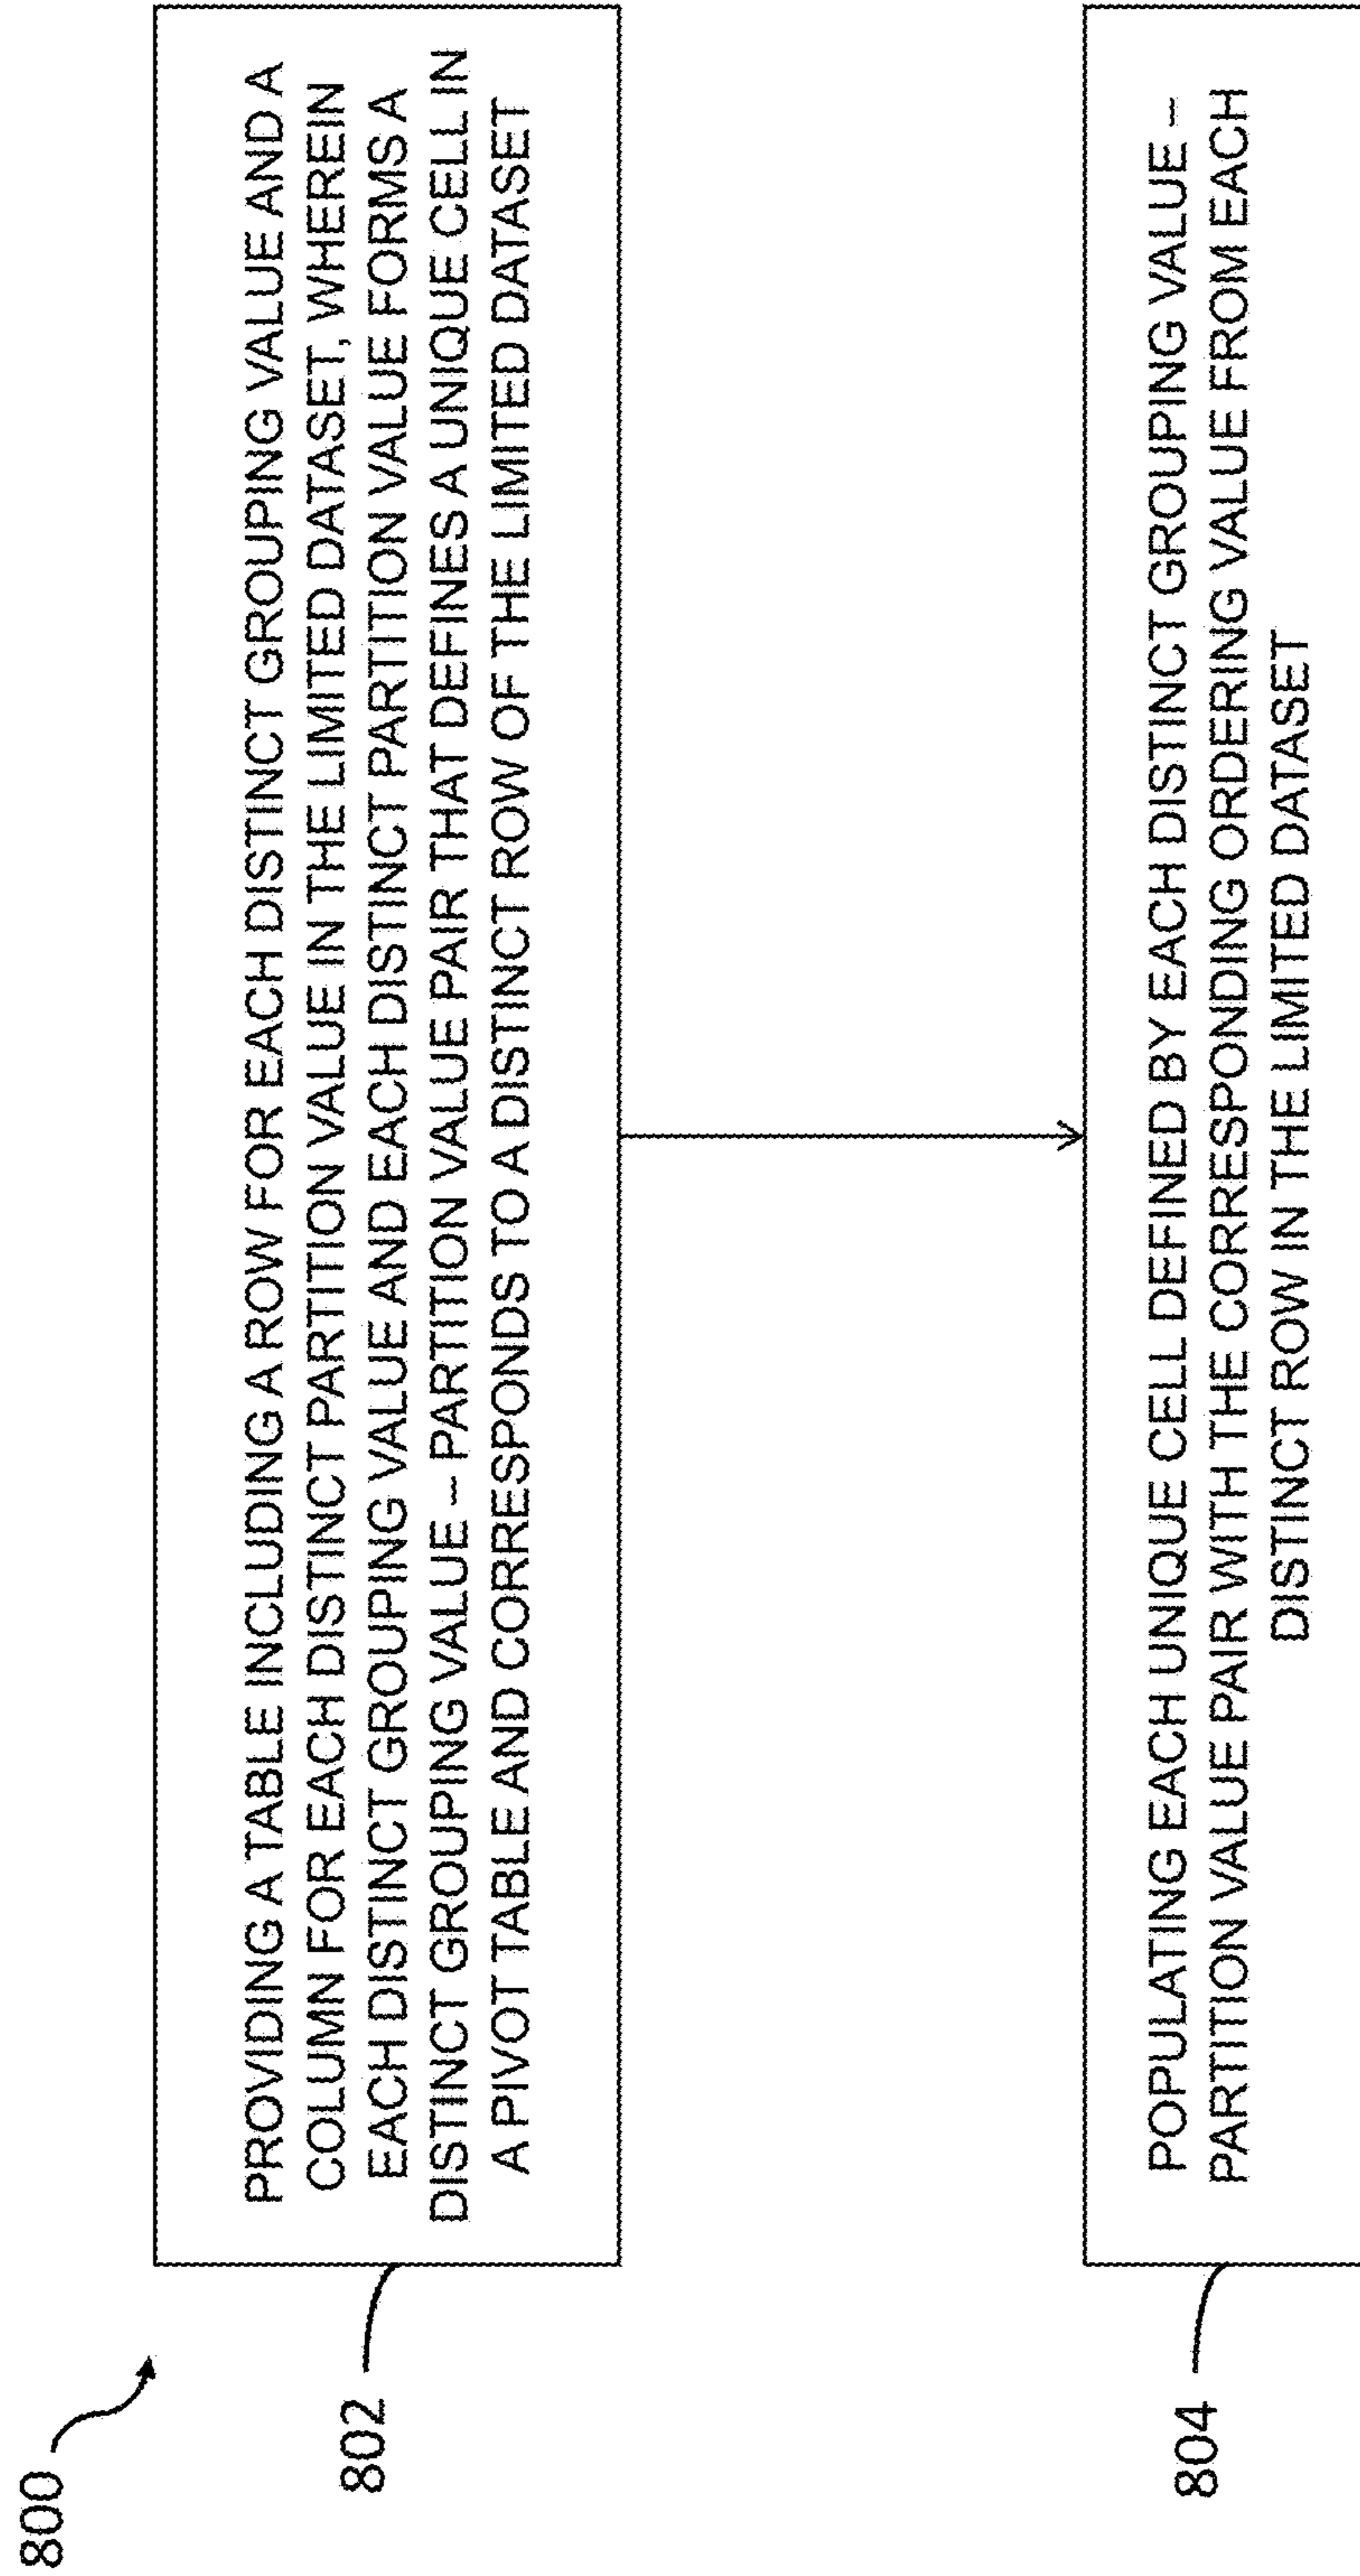 800
802
PROVIDING A TABLE INCLUDING A ROW FOR EACH DISTINCT GROUPING VALUE AND A
COLUMN FOR EACH DISTINCT PARTITION VALUE IN THE LIMITED DATASET, WHEREIN
EACH DISTINCT GROUPING VALUE AND EACH DISTINCT PARTITION VALUE FORMS A
DISTINCT GROUPING VALUE – PARTITION VALUE PAIR THAT DEFINES A UNIQUE CELL IN
A PIVOT TABLE AND CORRESPONDS TO A DISTINCT ROW OF THE LIMITED DATASET
804
POPULATING EACH UNIQUE CELL DEFINED BY EACH DISTINCT GROUPING VALUE –
PARTITION VALUE PAIR WITH THE CORRESPONDING ORDERING VALUE FROM EACH
DISTINCT ROW IN THE LIMITED DATASET